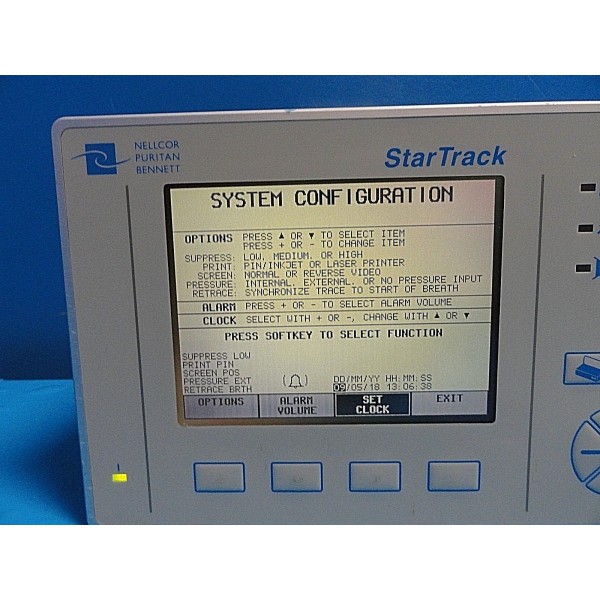 NELLCOR
PURITAN
BENNETT
StarTrack
SYSTEM CONFIGURATION
OPTIONS PRESS ▲ OR ▼ TO SELECT ITEM
PRESS + OR - TO CHANGE ITEM
SUPPRESS: LOW, MEDIUM, OR HIGH
PRINT: PIN/INKJET OR LASER PRINTER
SCREEN: NORMAL OR REVERSE VIDEO
PRESSURE: INTERNAL, EXTERNAL, OR NO PRESSURE INPUT
RETRACE: SYNCHRONIZE TRACE TO START OF BREATH
ALARM PRESS + OR - TO SELECT ALARM VOLUME
CLOCK SELECT WITH + OR -, CHANGE WITH ▲ OR ▼
PRESS SOFTKEY TO SELECT FUNCTION
SUPPRESS LOW
PRINT PIN
SCREEN POS
PRESSURE EXT DD/MM/YY HH:MM:SS
RETRACE BRTH 09/05/18 13:06:38
OPTIONS
ALARM
VOLUME
SET
CLOCK
EXIT